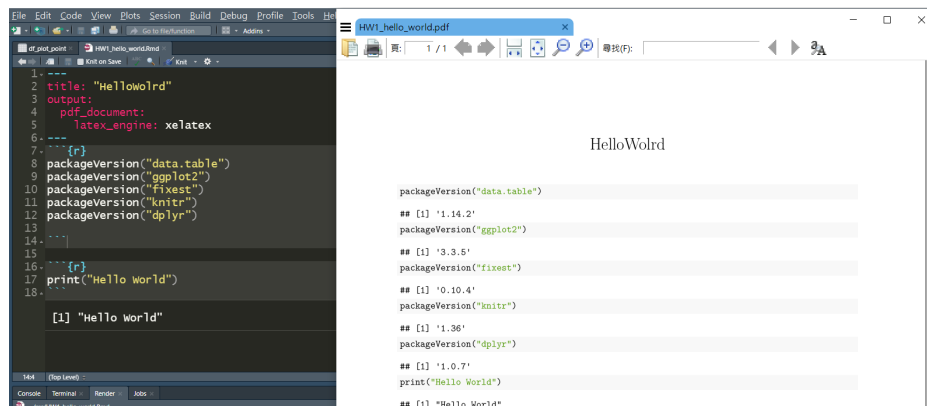 File Edit Code View Plots Session Build Debug Profile Tools Hel
Go to file/function Addins
df_plot_point × HW1_hello_world.Rmd ×
Knit on Save Knit
1 ---
2 title: "HelloWolrd"
3 output:
4 pdf_document:
5 latex_engine: xelatex
6 ---
7 ```{r}
8 packageVersion("data.table")
9 packageVersion("ggplot2")
10 packageVersion("fixest")
11 packageVersion("knitr")
12 packageVersion("dplyr")
13
14 ```
15
16 ```{r}
17 print("Hello World")
18 ```
[1] "Hello World"
14:4 (Top Level)
Console Terminal × Render × Jobs ×
HW1_hello_world.pdf ×
頁: 1 / 1 尋找(F):
HelloWolrd
packageVersion("data.table")
## [1] '1.14.2'
packageVersion("ggplot2")
## [1] '3.3.5'
packageVersion("fixest")
## [1] '0.10.4'
packageVersion("knitr")
## [1] '1.36'
packageVersion("dplyr")
## [1] '1.0.7'
print("Hello World")
## [1] "Hello World"